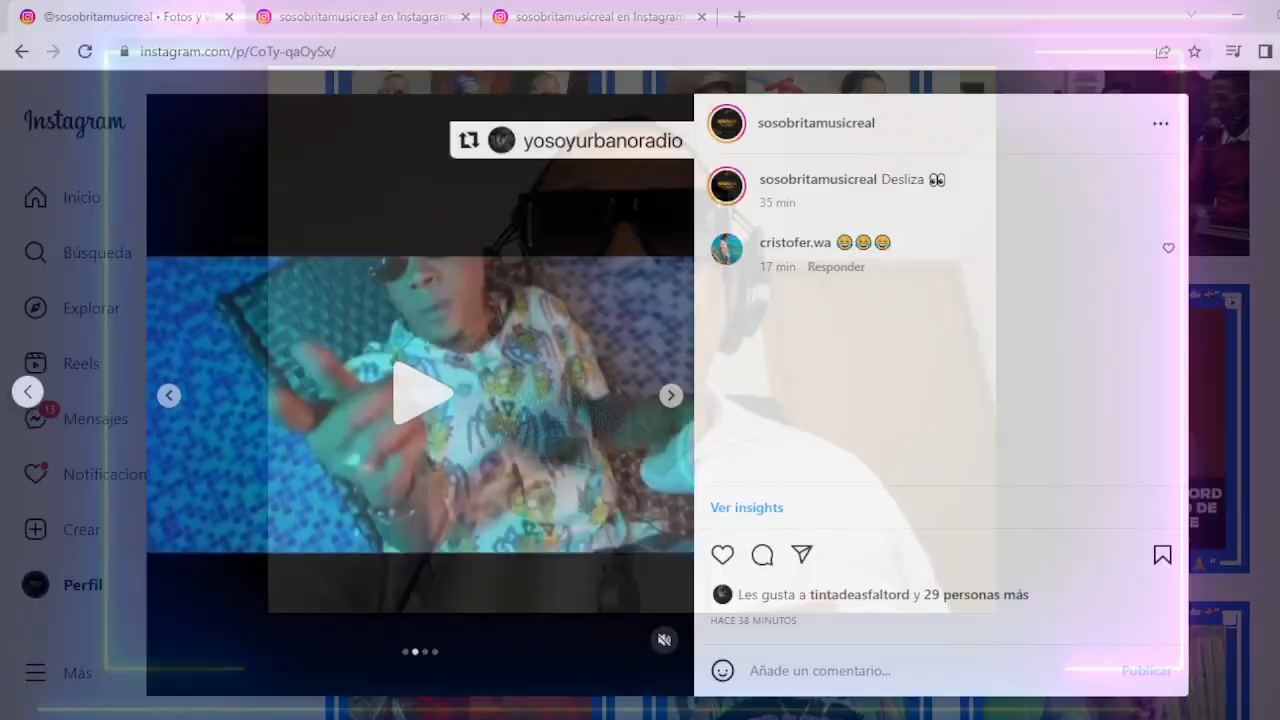 @sosobritamusicreal • Fotos y v
sosobritamusicreal en Instagram
sosobritamusicreal en Instagram
instagram.com/p/CoTy-qaOySx/
Instagram
Inicio
Búsqueda
Explorar
Reels
13
Mensajes
Notificacion
Crear
Perfil
Más
yosoyurbanoradio
sosobritamusicreal
sosobritamusicreal Desliza 👀
35 min
cristofer.wa 😂😂😂
17 min Responder
Ver insights
Les gusta a tintadeasfaltord y 29 personas más
HACE 38 MINUTOS
Añade un comentario...
Publicar
ORD
DE